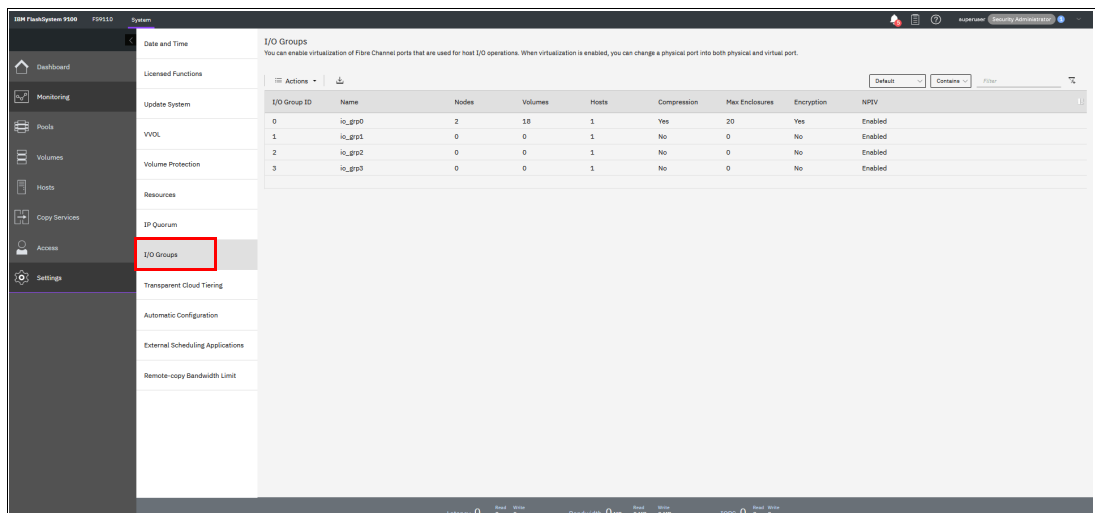 IBM FlashSystem 9100 FS9110 System superuser Security Administrator
Date and Time
Licensed Functions
Update System
VVOL
Volume Protection
Resources
IP Quorum
I/O Groups
Transparent Cloud Tiering
Automatic Configuration
External Scheduling Applications
Remote-copy Bandwidth Limit
Dashboard
Monitoring
Pools
Volumes
Hosts
Copy Services
Access
Settings
I/O Groups
You can enable virtualization of Fibre Channel ports that are used for host I/O operations. When virtualization is enabled, you can change a physical port into both physical and virtual port.
Actions Default Contains Filter
I/O Group ID Name Nodes Volumes Hosts Compression Max Enclosures Encryption NPIV
0 io_grp0 2 18 1 Yes 20 Yes Enabled
1 io_grp1 0 0 1 No 0 No Enabled
2 io_grp2 0 0 1 No 0 No Enabled
3 io_grp3 0 0 1 No 0 No Enabled
Read Write Read Write Read Write